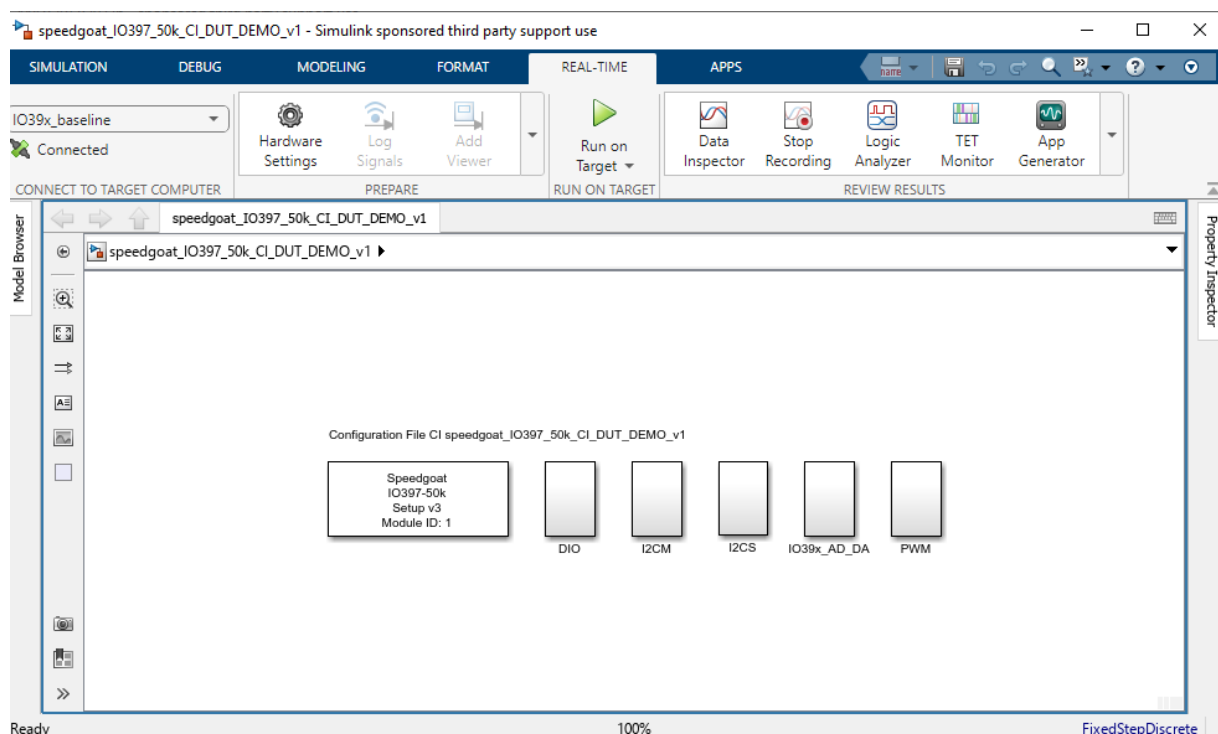 speedgoat_IO397_50k_CI_DUT_DEMO_v1 - Simulink sponsored third party support use
SIMULATION DEBUG MODELING FORMAT REAL-TIME APPS
name
IO39x_baseline
Connected
Hardware Settings
Log Signals
Add Viewer
Run on Target
Data Inspector
Stop Recording
Logic Analyzer
TET Monitor
App Generator
CONNECT TO TARGET COMPUTER PREPARE RUN ON TARGET REVIEW RESULTS
Model Browser
speedgoat_IO397_50k_CI_DUT_DEMO_v1
speedgoat_IO397_50k_CI_DUT_DEMO_v1
Property Inspector
Configuration File CI speedgoat_IO397_50k_CI_DUT_DEMO_v1
Speedgoat
IO397-50k
Setup v3
Module ID: 1
DIO I2CM I2CS IO39x_AD_DA PWM
Ready 100% FixedStepDiscrete